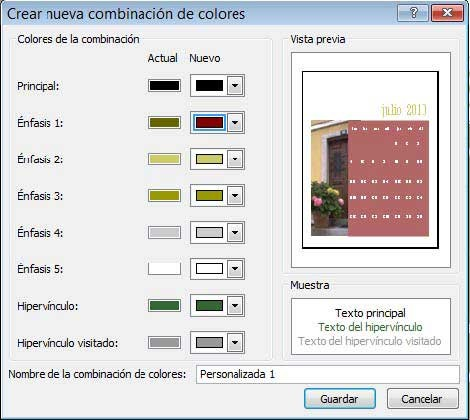 Crear nueva combinación de colores
Colores de la combinación
Actual Nuevo
Principal:
Énfasis 1:
Énfasis 2:
Énfasis 3:
Énfasis 4:
Énfasis 5:
Hipervínculo:
Hipervínculo visitado:
Vista previa
julio 2013
Muestra
Texto principal
Texto del hipervínculo
Texto del hipervínculo visitado
Nombre de la combinación de colores: Personalizada 1
Guardar Cancelar